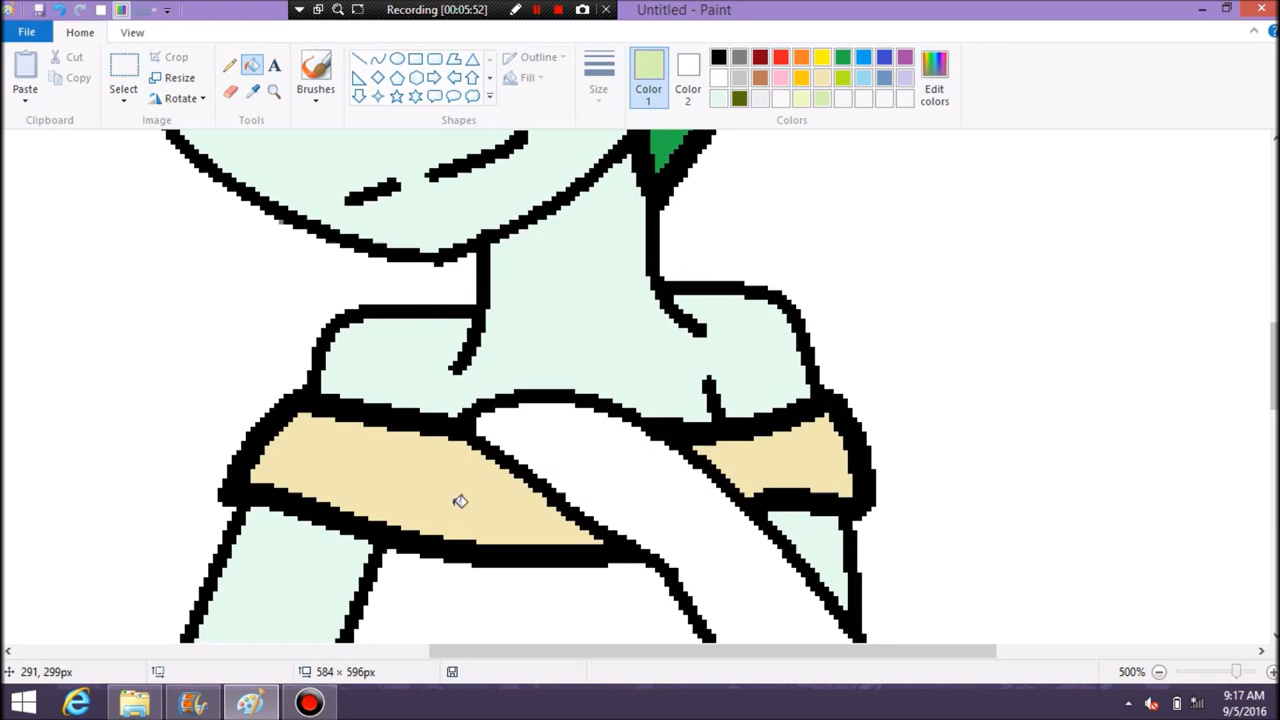 Recording [00:05:52]
Untitled - Paint
File
Home
View
Paste
Cut
Copy
Clipboard
Select
Crop
Resize
Rotate
Image
A
Tools
Brushes
Outline
Fill
Shapes
Size
Color
1
Color
2
Edit
colors
Colors
291, 299px
584 × 596px
500%
9:17 AM
9/5/2016